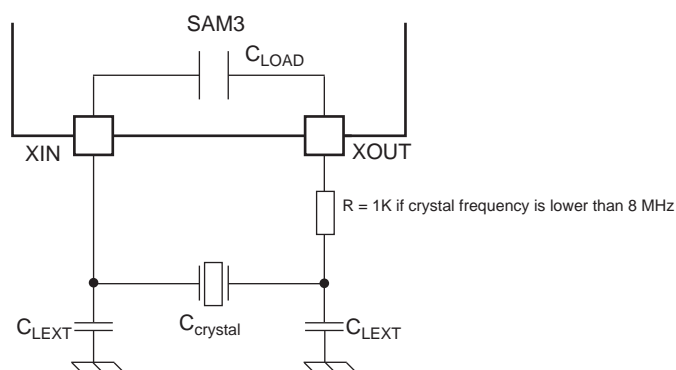 SAM3
CLOAD
XIN
XOUT
R = 1K if crystal frequency is lower than 8 MHz
CLEXT
Ccrystal
CLEXT